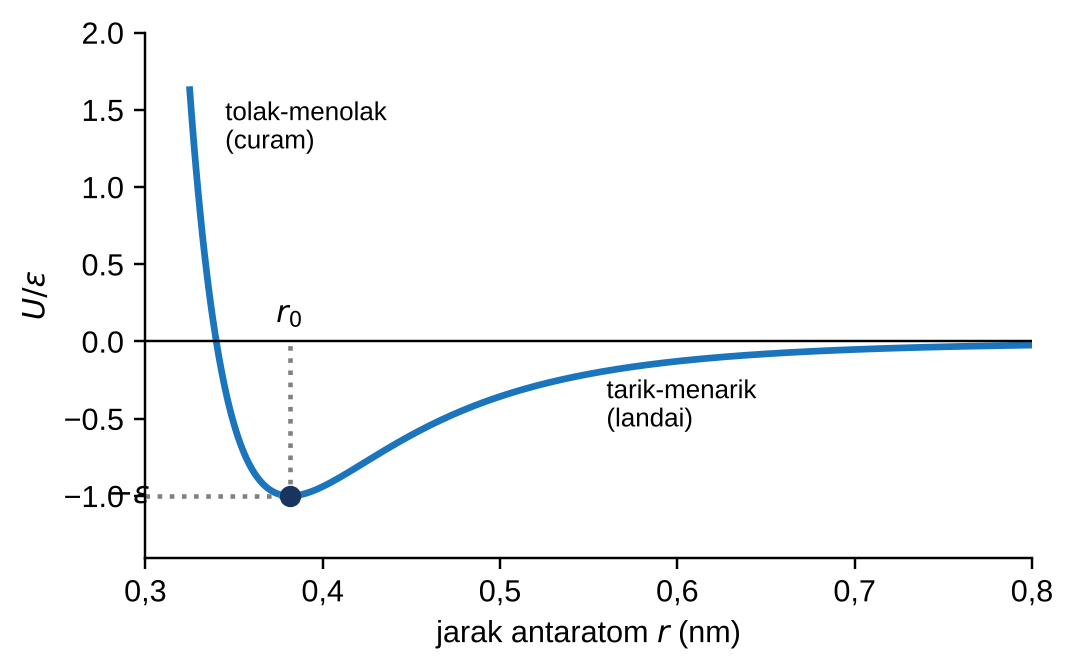 2.0
1.5
tolak-menolak
(curam)
1.0
0.5
U/ε
r₀
0.0
tarik-menarik
(landai)
−0.5
−1.0
−ε
0,3 0,4 0,5 0,6 0,7 0,8
jarak antaratom r (nm)